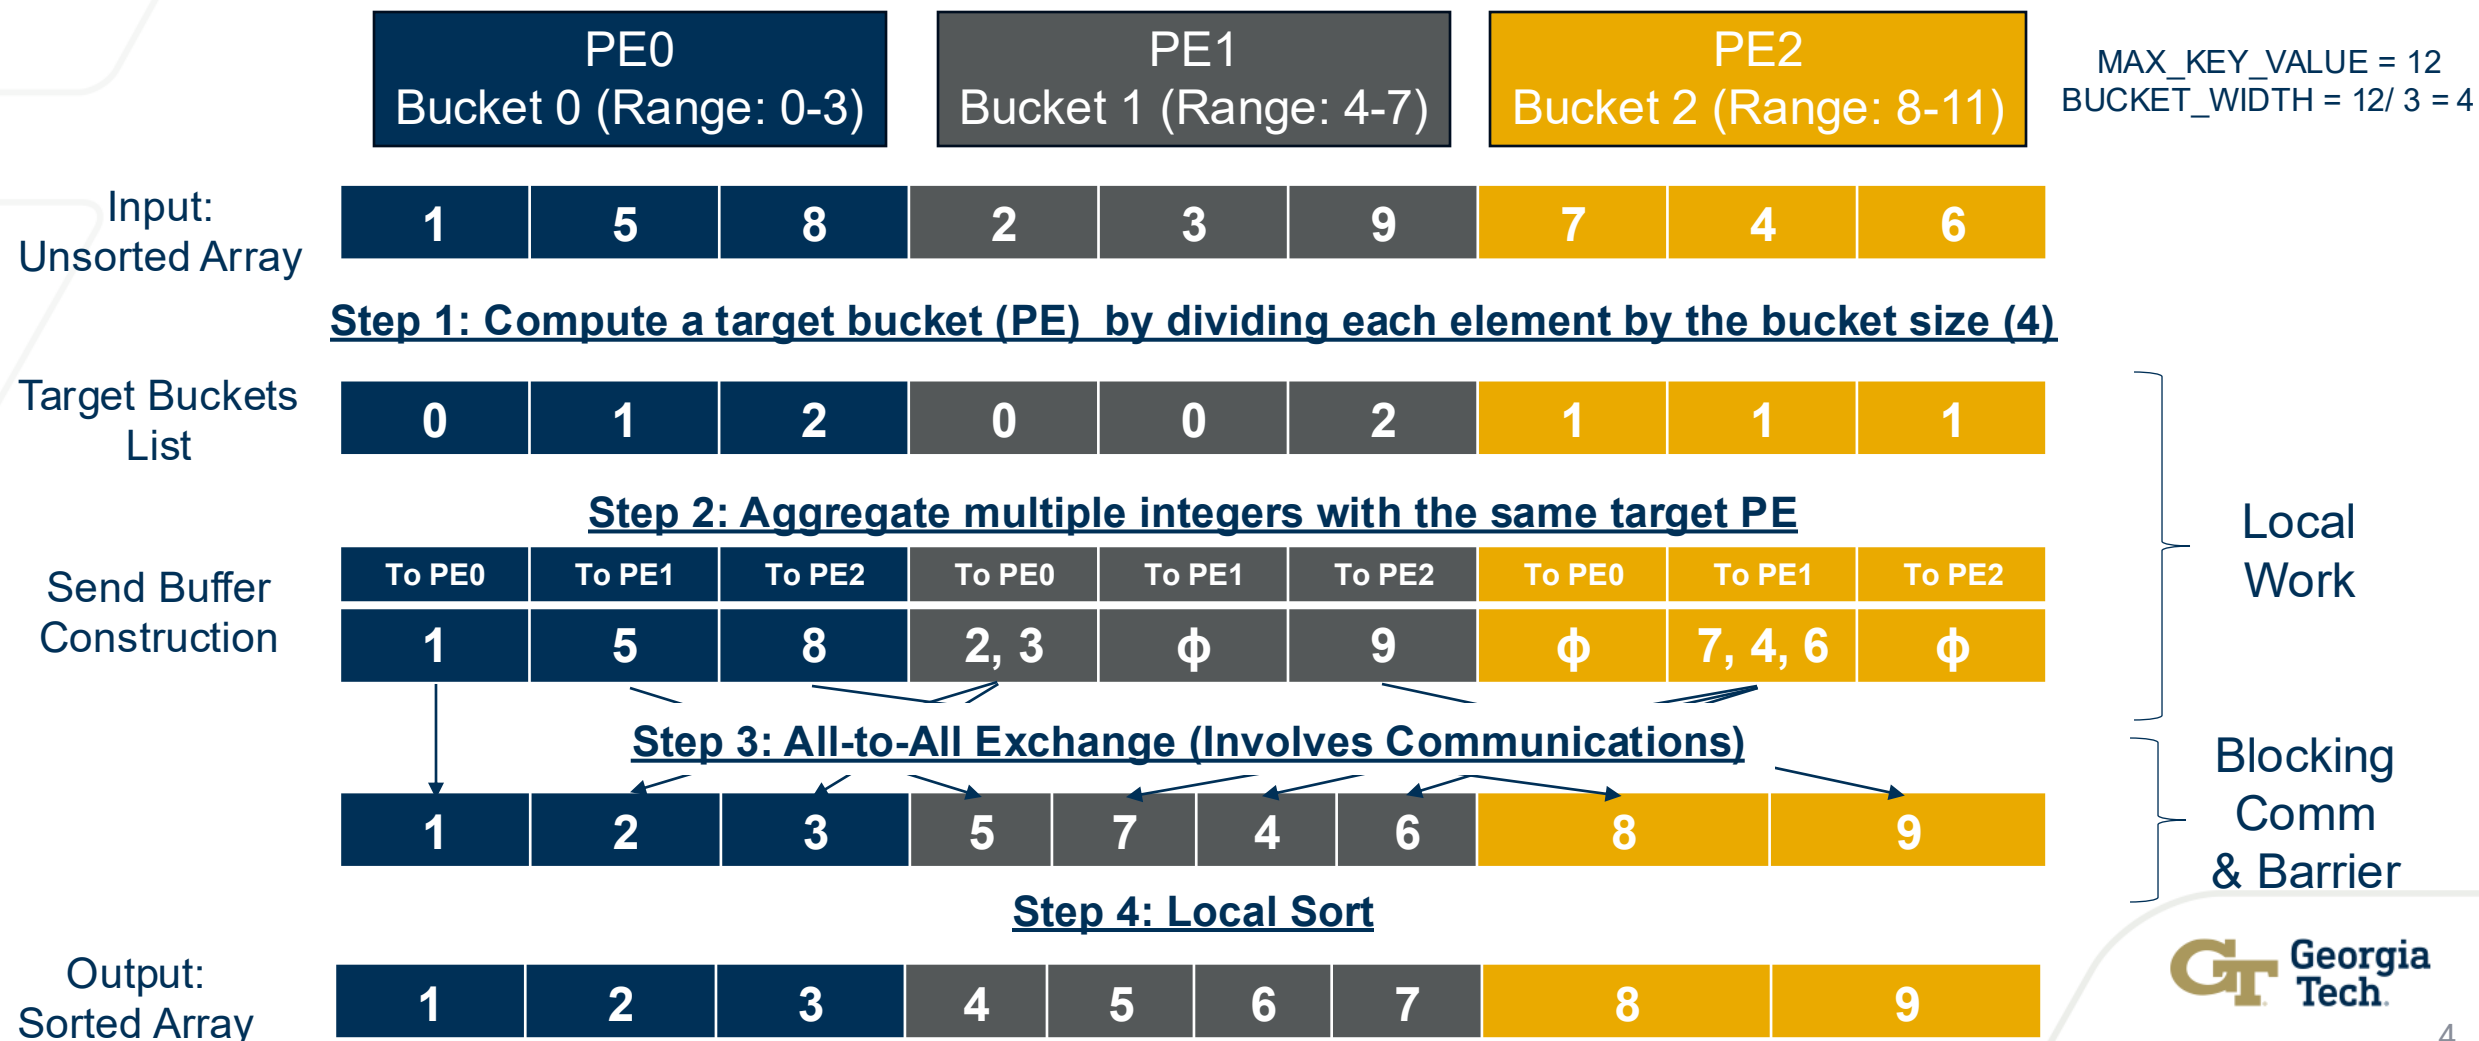 PE0
Bucket 0 (Range: 0-3)
PE1
Bucket 1 (Range: 4-7)
PE2
Bucket 2 (Range: 8-11)
MAX_KEY_VALUE = 12
BUCKET_WIDTH = 12/ 3 = 4
Input:
Unsorted Array
1 5 8 2 3 9 7 4 6
Step 1: Compute a target bucket (PE)  by dividing each element by the bucket size (4)
Target Buckets
List
0 1 2 0 0 2 1 1 1
Step 2: Aggregate multiple integers with the same target PE
Send Buffer
Construction
To PE0 To PE1 To PE2 To PE0 To PE1 To PE2 To PE0 To PE1 To PE2
1 5 8 2, 3 ϕ 9 ϕ 7, 4, 6 ϕ
Local
Work
Step 3: All-to-All Exchange (Involves Communications)
1 2 3 5 7 4 6 8 9
Blocking
Comm
& Barrier
Step 4: Local Sort
Output:
Sorted Array
1 2 3 4 5 6 7 8 9
GT Georgia
Tech.
4